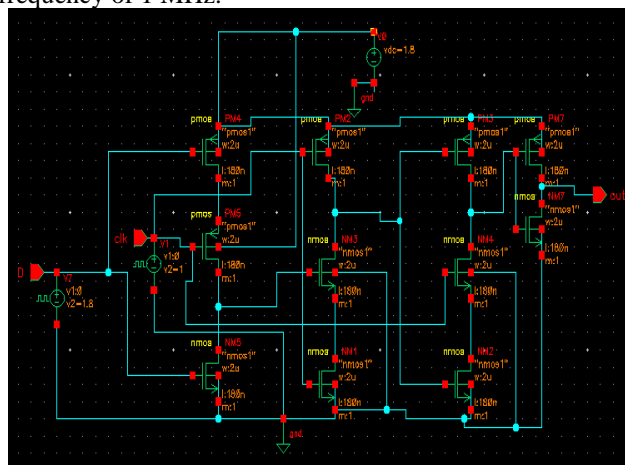 frequency of 1 MHz.
V0
vdc=1.8
gnd
pmos PM4
"pmos1"
w:2u
l:180n
m:1
pmos PM2
"pmos1"
w:2u
l:180n
m:1
pmos PM3
"pmos1"
w:2u
l:180n
m:1
pmos PM7
"pmos1"
w:2u
l:180n
m:1
out
nmos NM7
"nmos1"
w:2u
l:180n
m:1
clk
V1
v1:0
v2=1
pmos
"pmos1"
w:2u
l:180n
m:1
nmos NM3
"nmos1"
w:2u
l:180n
m:1
nmos NM4
"nmos1"
w:2u
l:180n
m:1
D
v1:0
v2=1.8
nmos NM5
"nmos1"
w:2u
l:180n
m:1
nmos NM1
"nmos1"
w:2u
l:180n
m:1
nmos NM2
"nmos1"
w:2u
l:180n
m:1
gnd